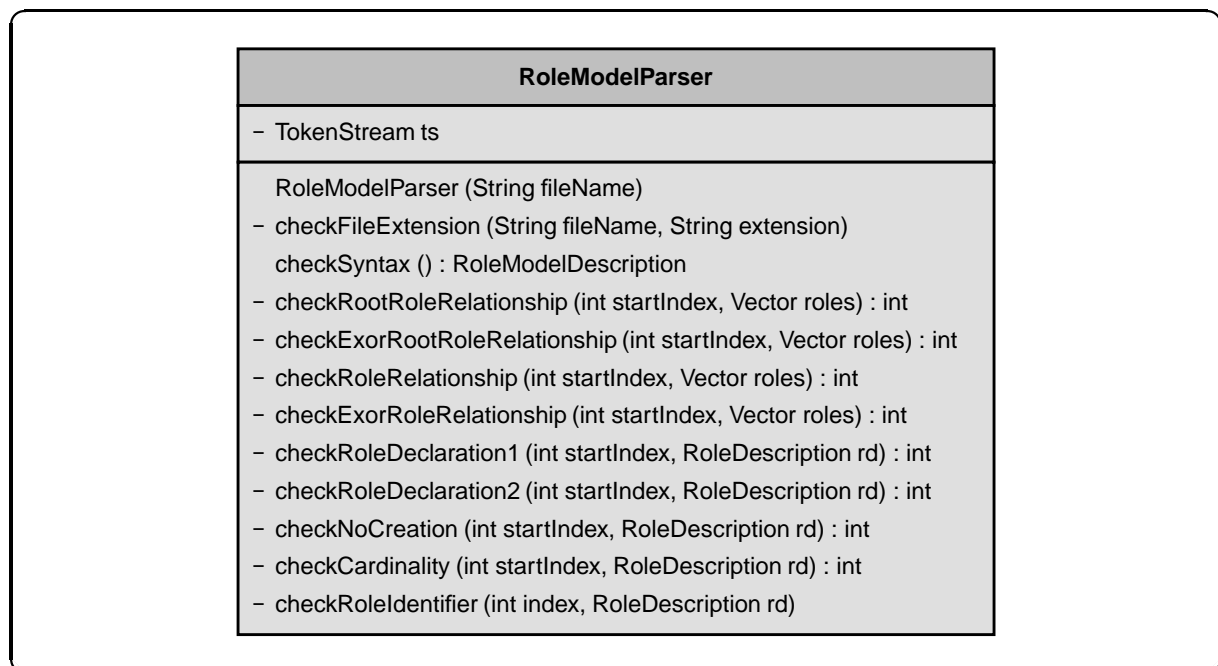 RoleModelParser
− TokenStream ts
RoleModelParser (String fileName)
− checkFileExtension (String fileName, String extension)
checkSyntax () : RoleModelDescription
− checkRootRoleRelationship (int startIndex, Vector roles) : int
− checkExorRootRoleRelationship (int startIndex, Vector roles) : int
− checkRoleRelationship (int startIndex, Vector roles) : int
− checkExorRoleRelationship (int startIndex, Vector roles) : int
− checkRoleDeclaration1 (int startIndex, RoleDescription rd) : int
− checkRoleDeclaration2 (int startIndex, RoleDescription rd) : int
− checkNoCreation (int startIndex, RoleDescription rd) : int
− checkCardinality (int startIndex, RoleDescription rd) : int
− checkRoleIdentifier (int index, RoleDescription rd)